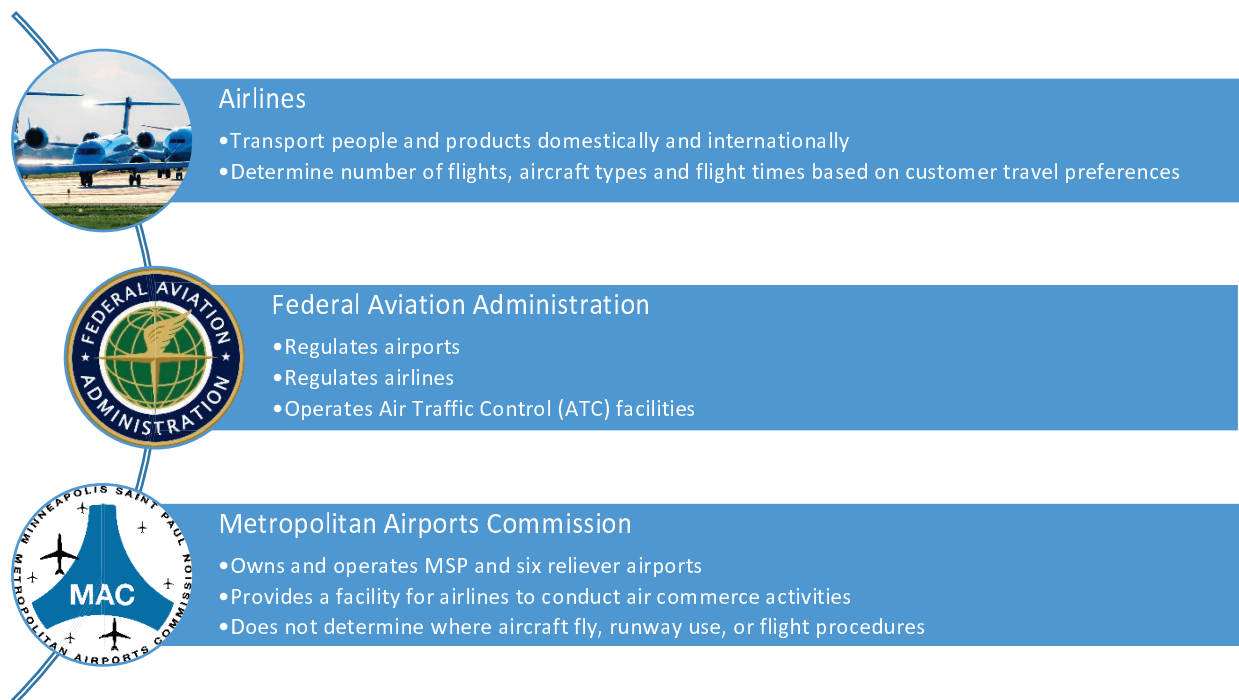 Airlines
•Transport people and products domestically and internationally
•Determine number of flights, aircraft types and flight times based on customer travel preferences
FEDERAL AVIATION
ADMINISTRATION
Federal Aviation Administration
•Regulates airports
•Regulates airlines
•Operates Air Traffic Control (ATC) facilities
MINNEAPOLIS SAINT PAUL
METROPOLITAN AIRPORTS COMMISSION
MAC
Metropolitan Airports Commission
•Owns and operates MSP and six reliever airports
•Provides a facility for airlines to conduct air commerce activities
•Does not determine where aircraft fly, runway use, or flight procedures